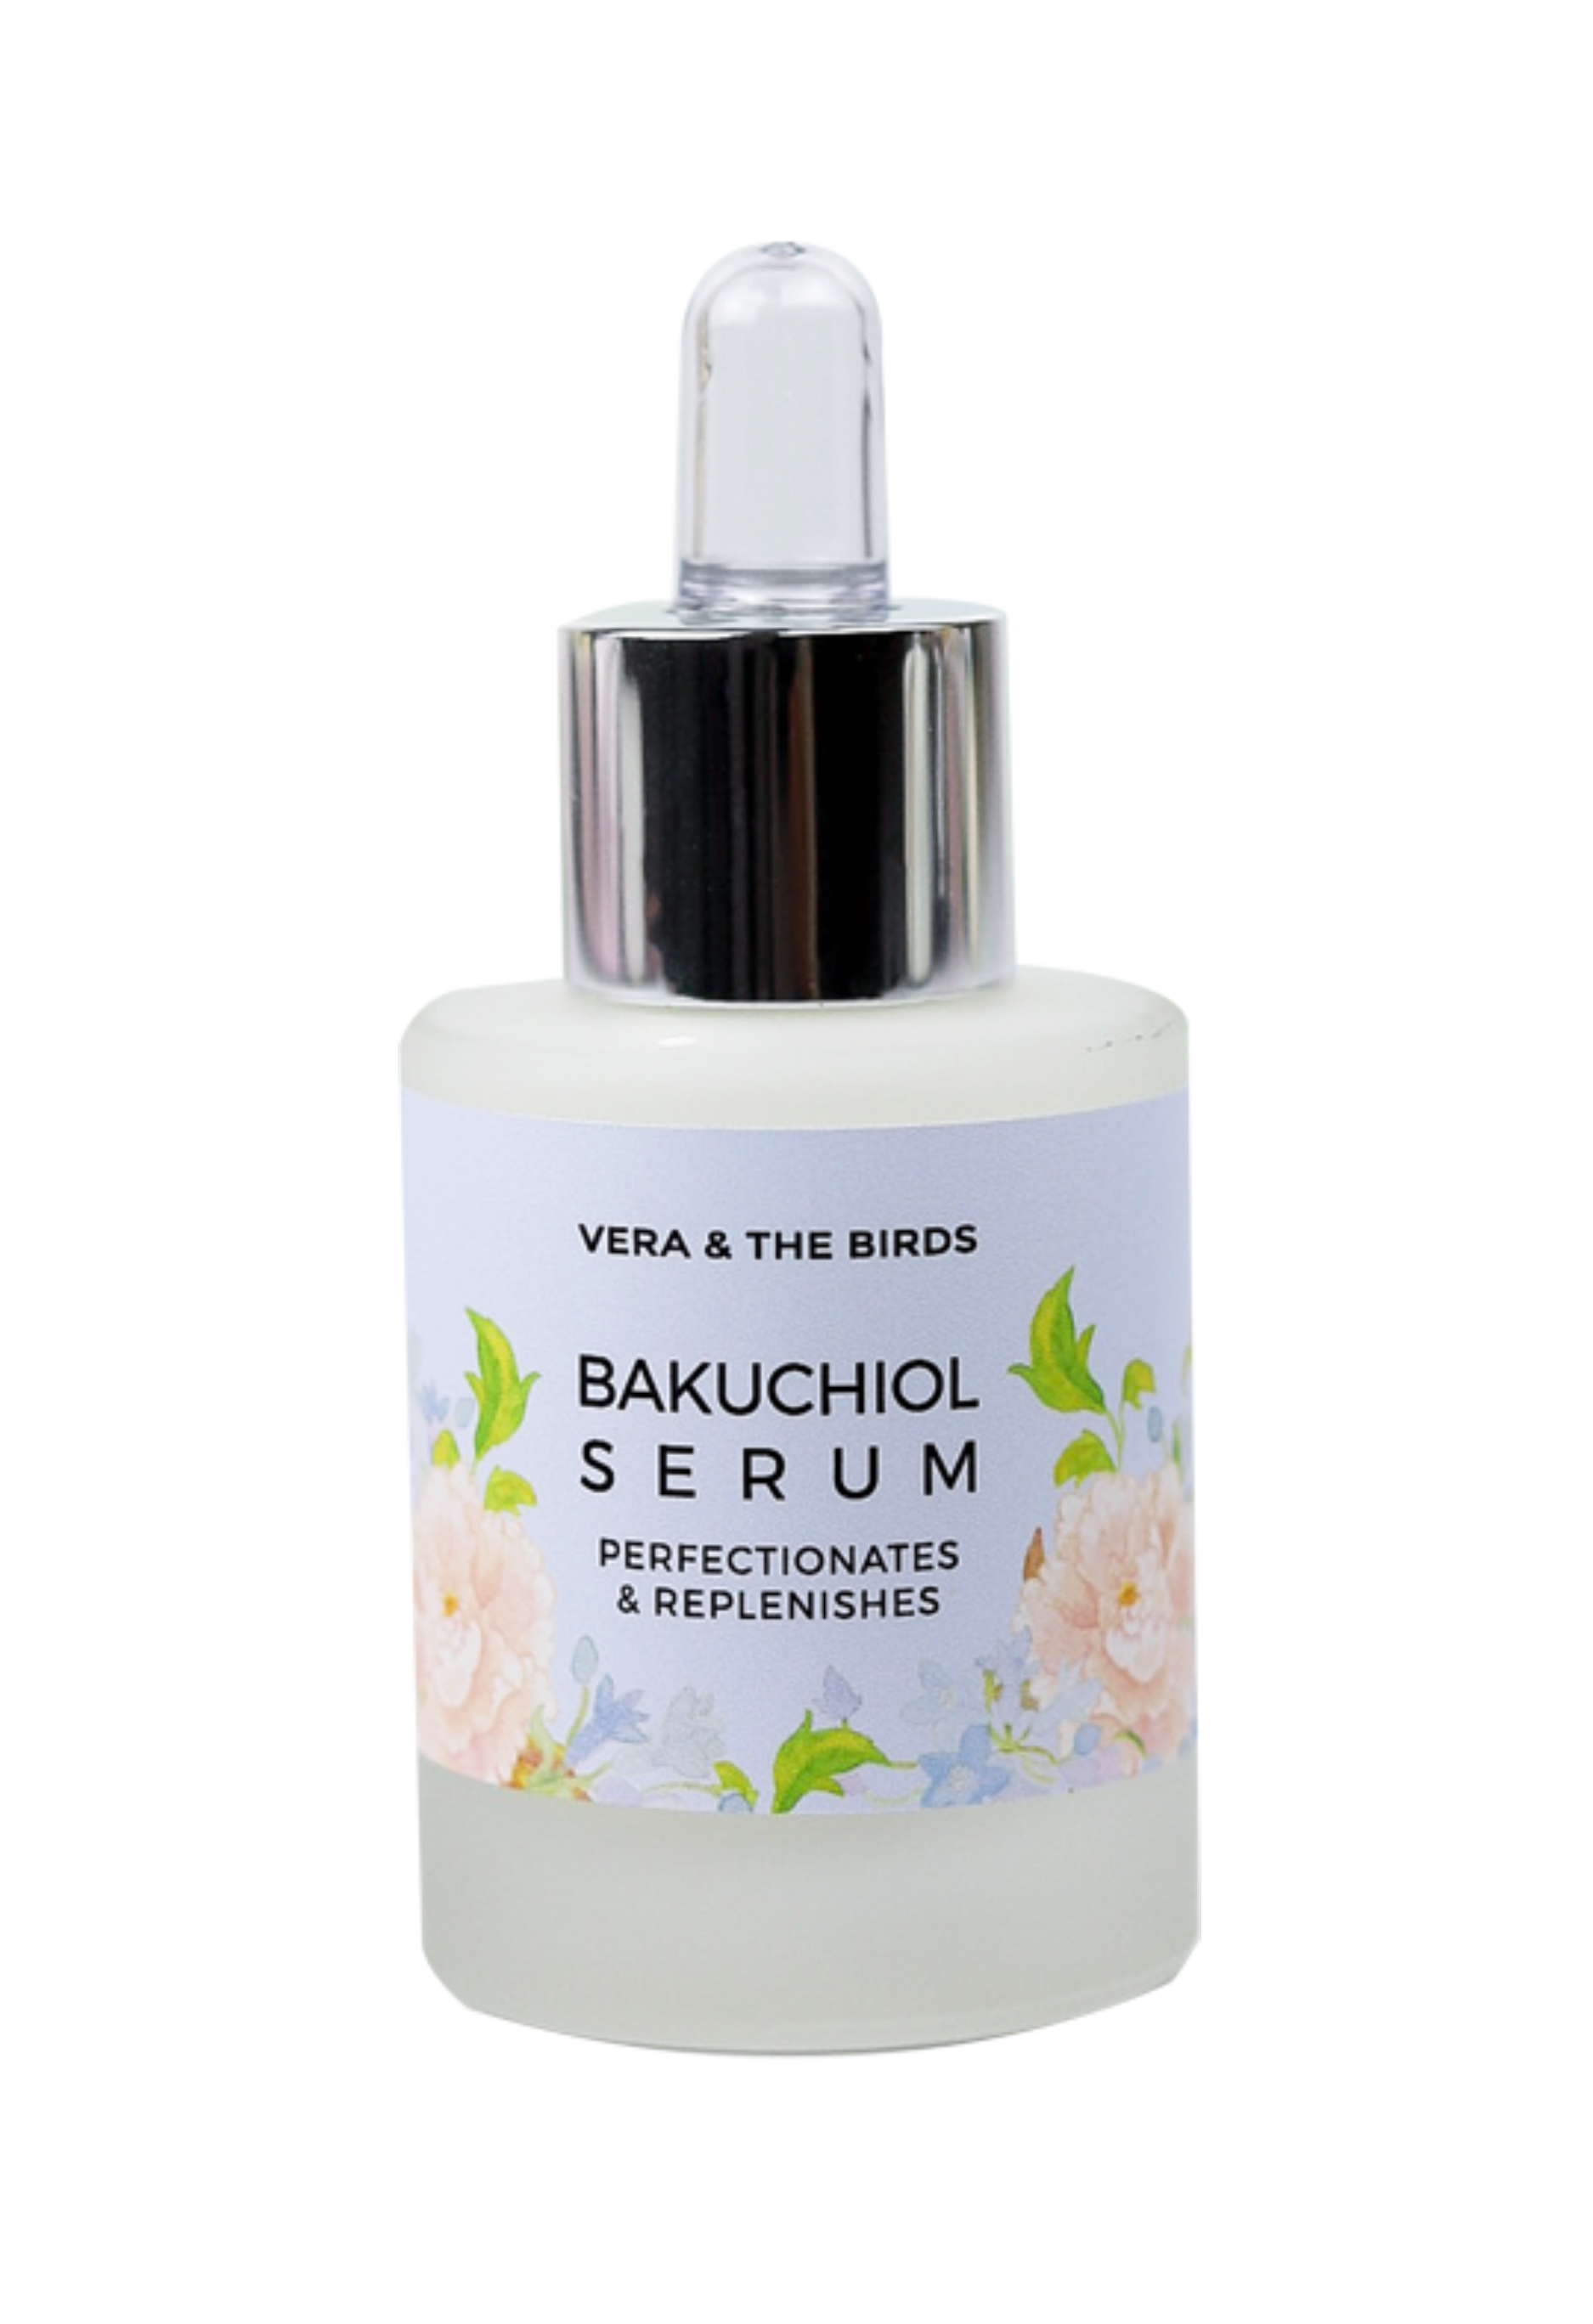 VERA & THE BIRDS
BAKUCHIOL
SERUM
PERFECTIONATES
& REPLENISHES